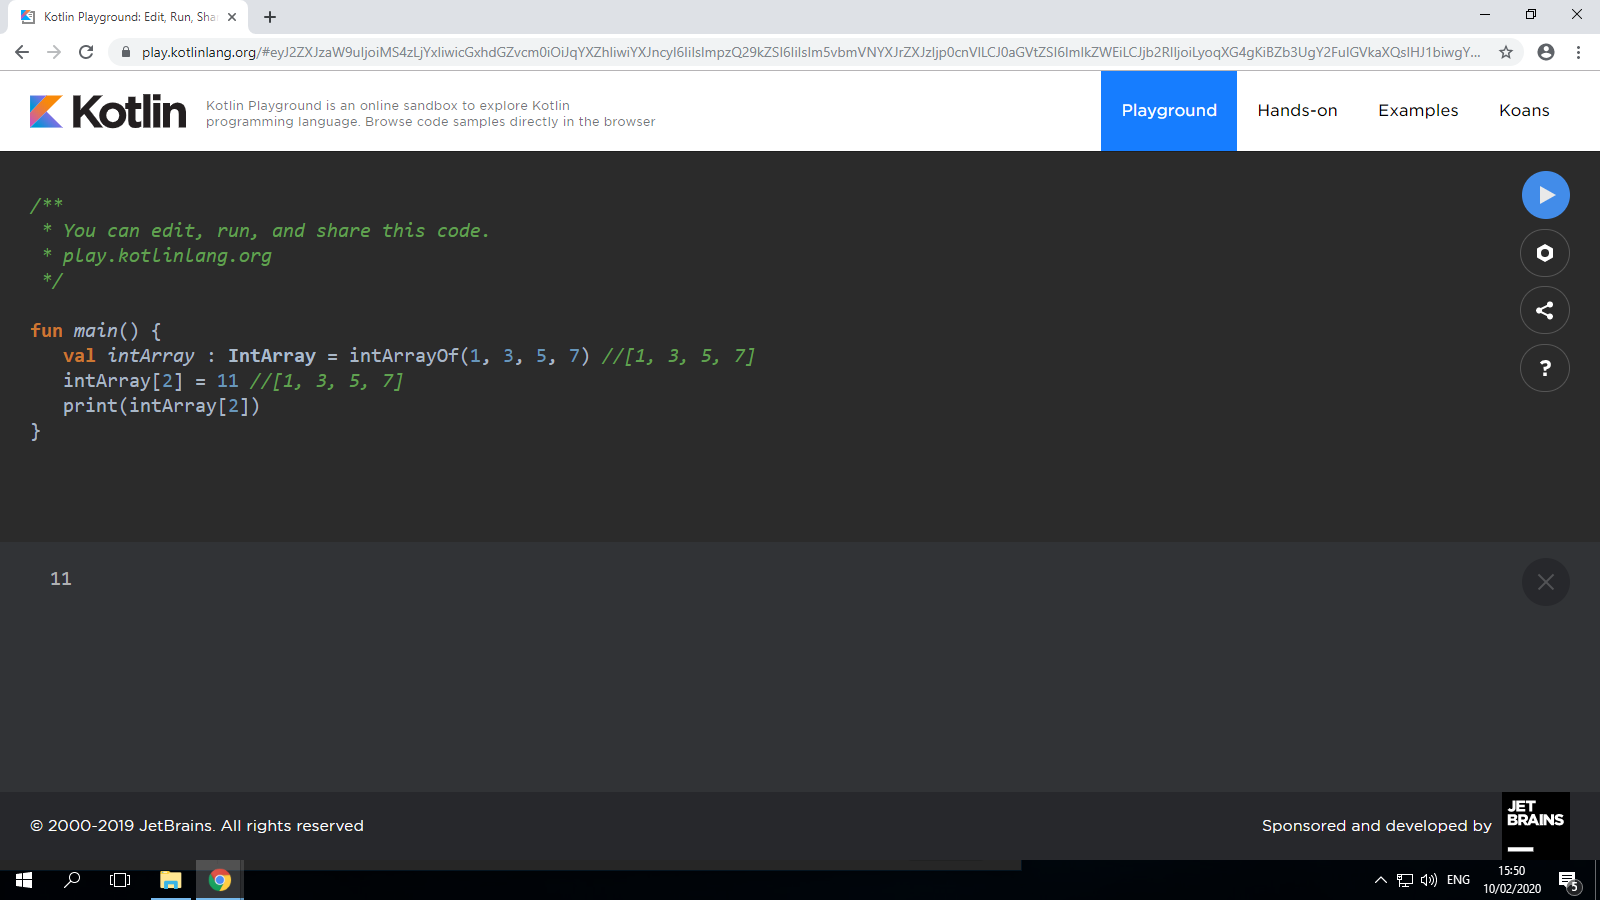 Kotlin Playground: Edit, Run, Sha
play.kotlinlang.org/
Kotlin
Kotlin Playground is an online sandbox to explore Kotlin
programming language. Browse code samples directly in the browser
Playground
Hands-on
Examples
Koans
/**
* You can edit, run, and share this code.
* play.kotlinlang.org
*/
fun main() {
val intArray : IntArray = intArrayOf(1, 3, 5, 7) //[1, 3, 5, 7]
intArray[2] = 11 //[1, 3, 5, 7]
print(intArray[2])
}
?
11
© 2000-2019 JetBrains. All rights reserved
Sponsored and developed by
JET
BRAINS
ENG
15:50
10/02/2020
5